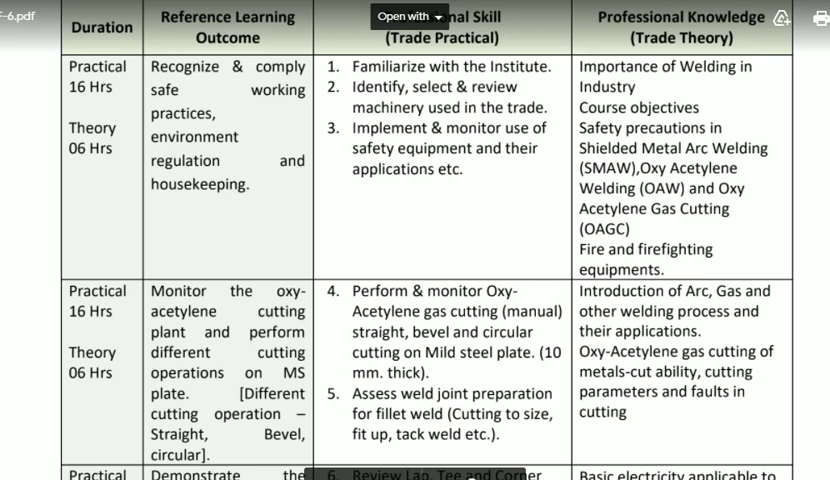 F-6.pdf
Open with
Duration
Reference Learning
Outcome
Skill
(Trade Practical)
Professional Knowledge
(Trade Theory)
Practical
16 Hrs
Theory
06 Hrs
Recognize & comply
safe working
practices,
environment
regulation and
housekeeping.
1. Familiarize with the Institute.
2. Identify, select & review
machinery used in the trade.
3. Implement & monitor use of
safety equipment and their
applications etc.
Importance of Welding in
Industry
Course objectives
Safety precautions in
Shielded Metal Arc Welding
(SMAW),Oxy Acetylene
Welding (OAW) and Oxy
Acetylene Gas Cutting
(OAGC)
Fire and firefighting
equipments.
Practical
16 Hrs
Theory
06 Hrs
Monitor the oxy-
acetylene cutting
plant and perform
different cutting
operations on MS
plate. [Different
cutting operation –
Straight, Bevel,
circular].
4. Perform & monitor Oxy-
Acetylene gas cutting (manual)
straight, bevel and circular
cutting on Mild steel plate. (10
mm. thick).
5. Assess weld joint preparation
for fillet weld (Cutting to size,
fit up, tack weld etc.).
Introduction of Arc, Gas and
other welding process and
their applications.
Oxy-Acetylene gas cutting of
metals-cut ability, cutting
parameters and faults in
cutting
Practical
Demonstrate the
6. Review Lap, Tee and Corner
Basic electricity applicable to